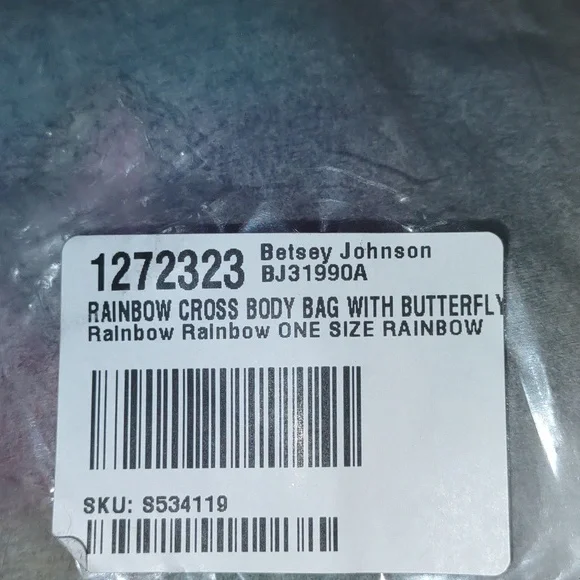 1272323 Betsey Johnson
BJ31990A
RAINBOW CROSS BODY BAG WITH BUTTERFLY
Rainbow Rainbow ONE SIZE RAINBOW
SKU: S534119